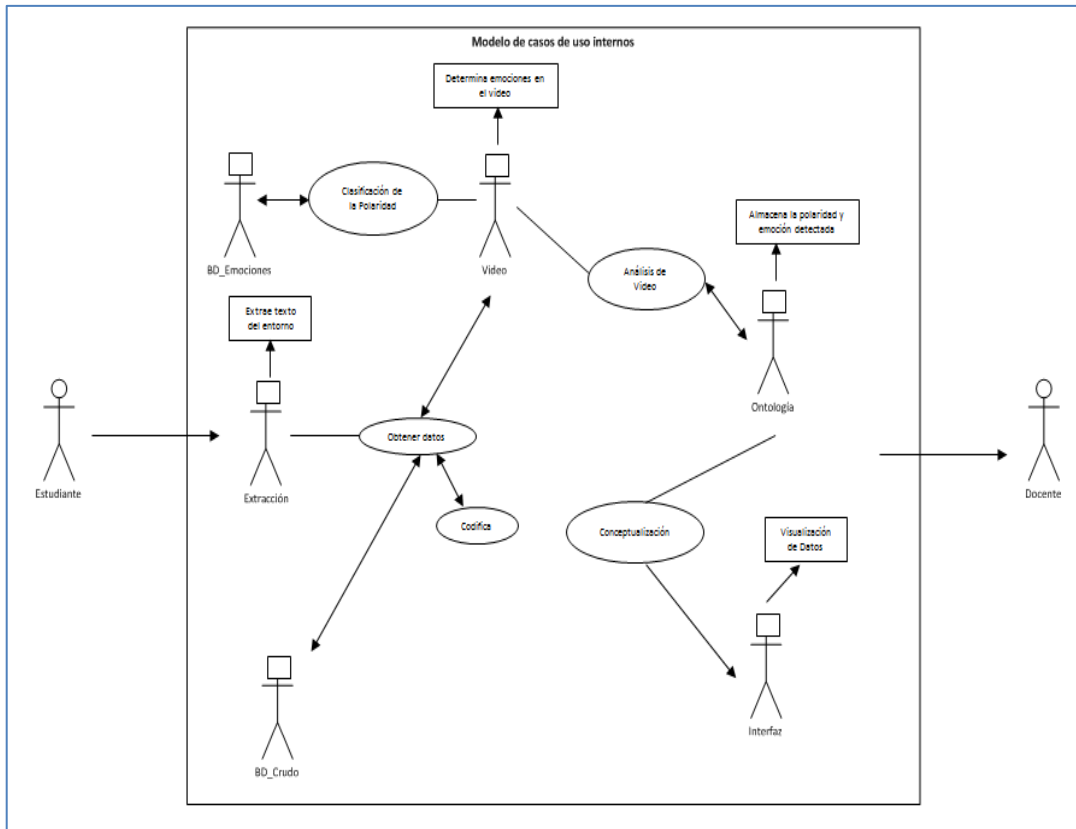 Modelo de casos de uso internos
Determina emociones en
el video
Clasificación de
la Polaridad
BD_Emociones
Video
Almacena la polaridad y
emoción detectada
Análisis de
Video
Extrae texto
del entorno
Ontología
Estudiante
Extracción
Obtener datos
Docente
Codifica
Conceptualización
Visualización
de Datos
Interfaz
BD_Crudo